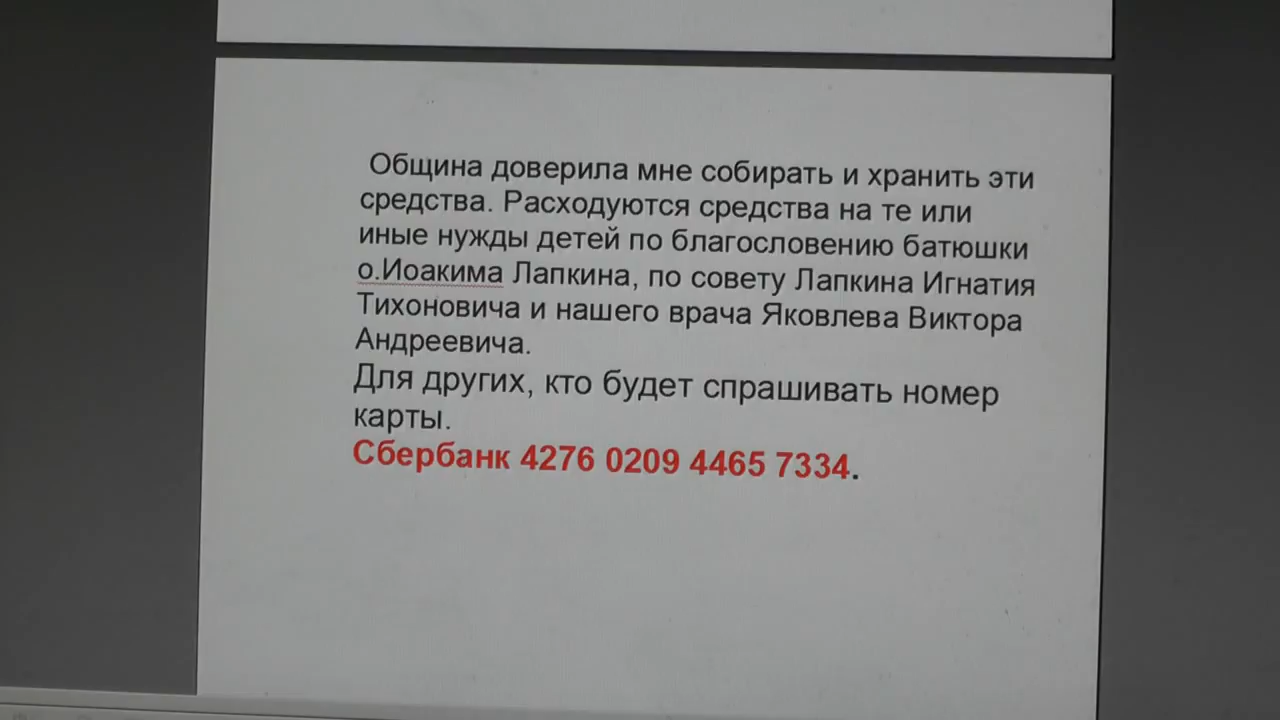 Община доверила мне собирать и хранить эти
средства. Расходуются средства на те или
иные нужды детей по благословению батюшки
о.Иоакима Лапкина, по совету Лапкина Игнатия
Тихоновича и нашего врача Яковлева Виктора
Андреевича.
Для других, кто будет спрашивать номер
карты.
Сбербанк 4276 0209 4465 7334.